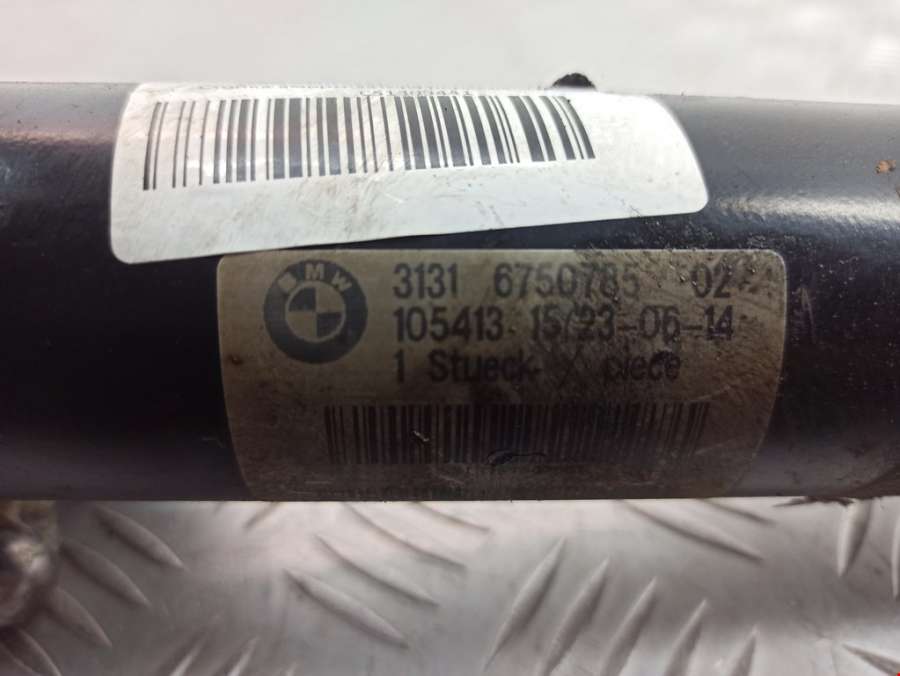 BMW
3131 6750785 02
105413 15/23-06-14
1 Stueck / piece